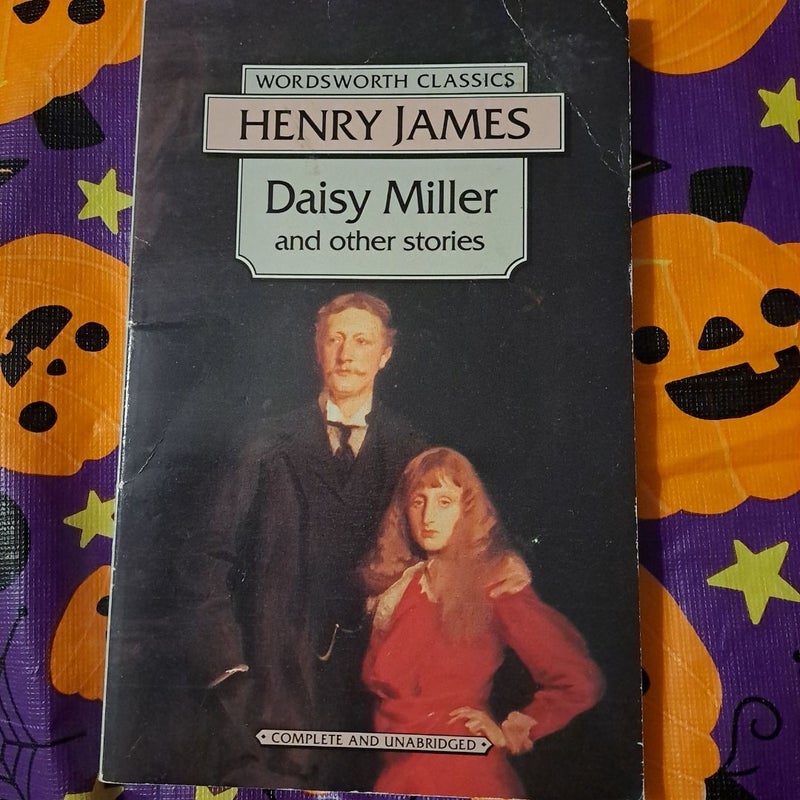 WORDSWORTH CLASSICS
HENRY JAMES
Daisy Miller
and other stories
• COMPLETE AND UNABRIDGED •